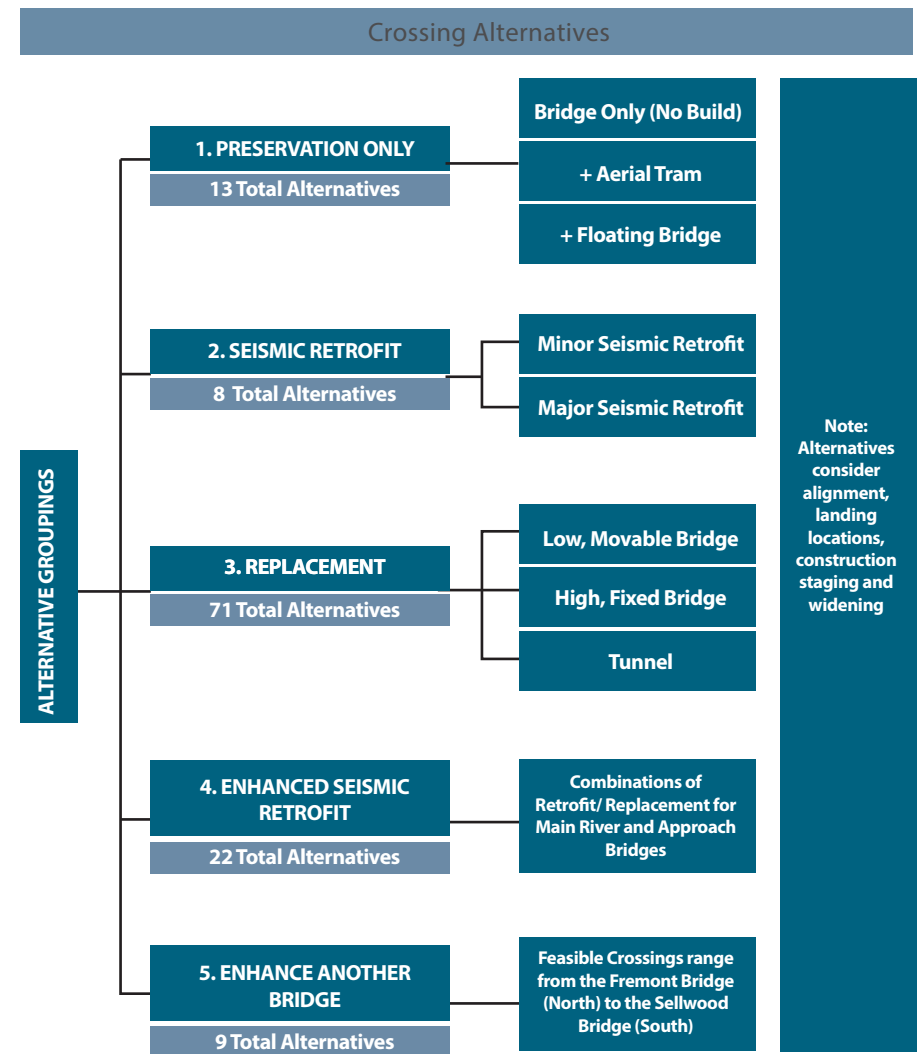 Crossing Alternatives
ALTERNATIVE GROUPINGS
1. PRESERVATION ONLY
13 Total Alternatives
Bridge Only (No Build)
+ Aerial Tram
+ Floating Bridge
2. SEISMIC RETROFIT
8 Total Alternatives
Minor Seismic Retrofit
Major Seismic Retrofit
3. REPLACEMENT
71 Total Alternatives
Low, Movable Bridge
High, Fixed Bridge
Tunnel
4. ENHANCED SEISMIC
RETROFIT
22 Total Alternatives
Combinations of
Retrofit/ Replacement for
Main River and Approach
Bridges
5. ENHANCE ANOTHER
BRIDGE
9 Total Alternatives
Feasible Crossings range
from the Fremont Bridge
(North) to the Sellwood
Bridge (South)
Note:
Alternatives
consider
alignment,
landing
locations,
construction
staging and
widening